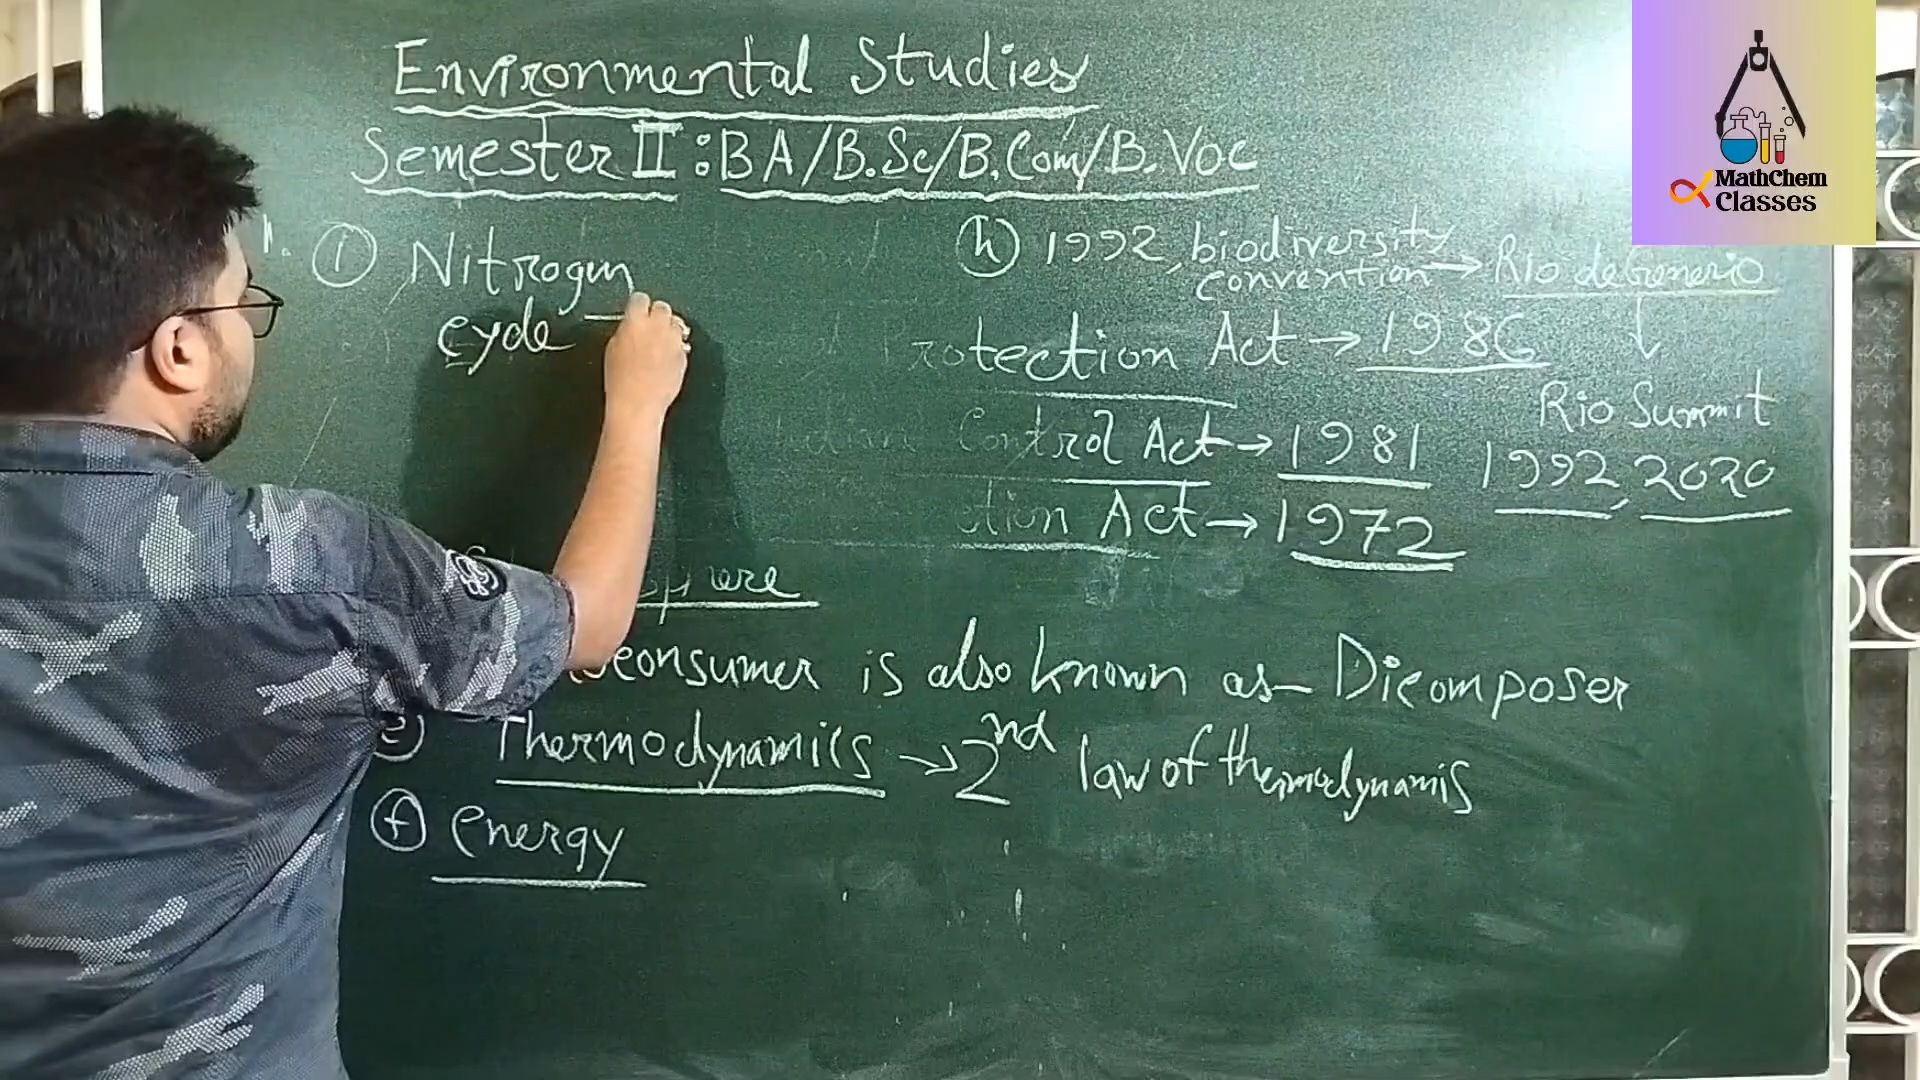 Environmental Studies
Semester II : BA/B.Sc/B.Com/B.Voc
① Nitrogen
cycle
(h) 1992, biodiversity
convention → Rio de Generio
↓
Rio Summit
1992, 2020
rotection Act → 1986
Control Act → 1981
ction Act → 1972
consumer is also known as - Dicomposer
(e) Thermodynamics → 2nd law of thermodynamis
(f) energy
MathChem
Classes